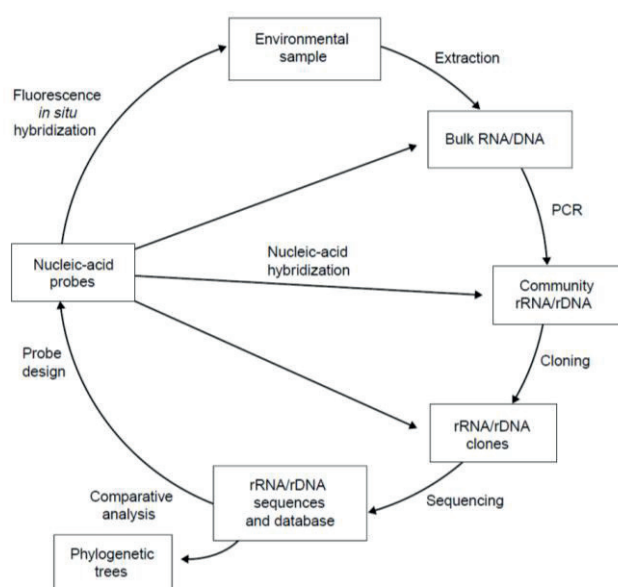 Environmental
sample
Extraction
Fluorescence
in situ
hybridization
Bulk RNA/DNA
PCR
Nucleic-acid
hybridization
Nucleic-acid
probes
Community
rRNA/rDNA
Probe
design
Cloning
rRNA/rDNA
clones
Comparative
analysis
rRNA/rDNA
sequences
and database
Sequencing
Phylogenetic
trees